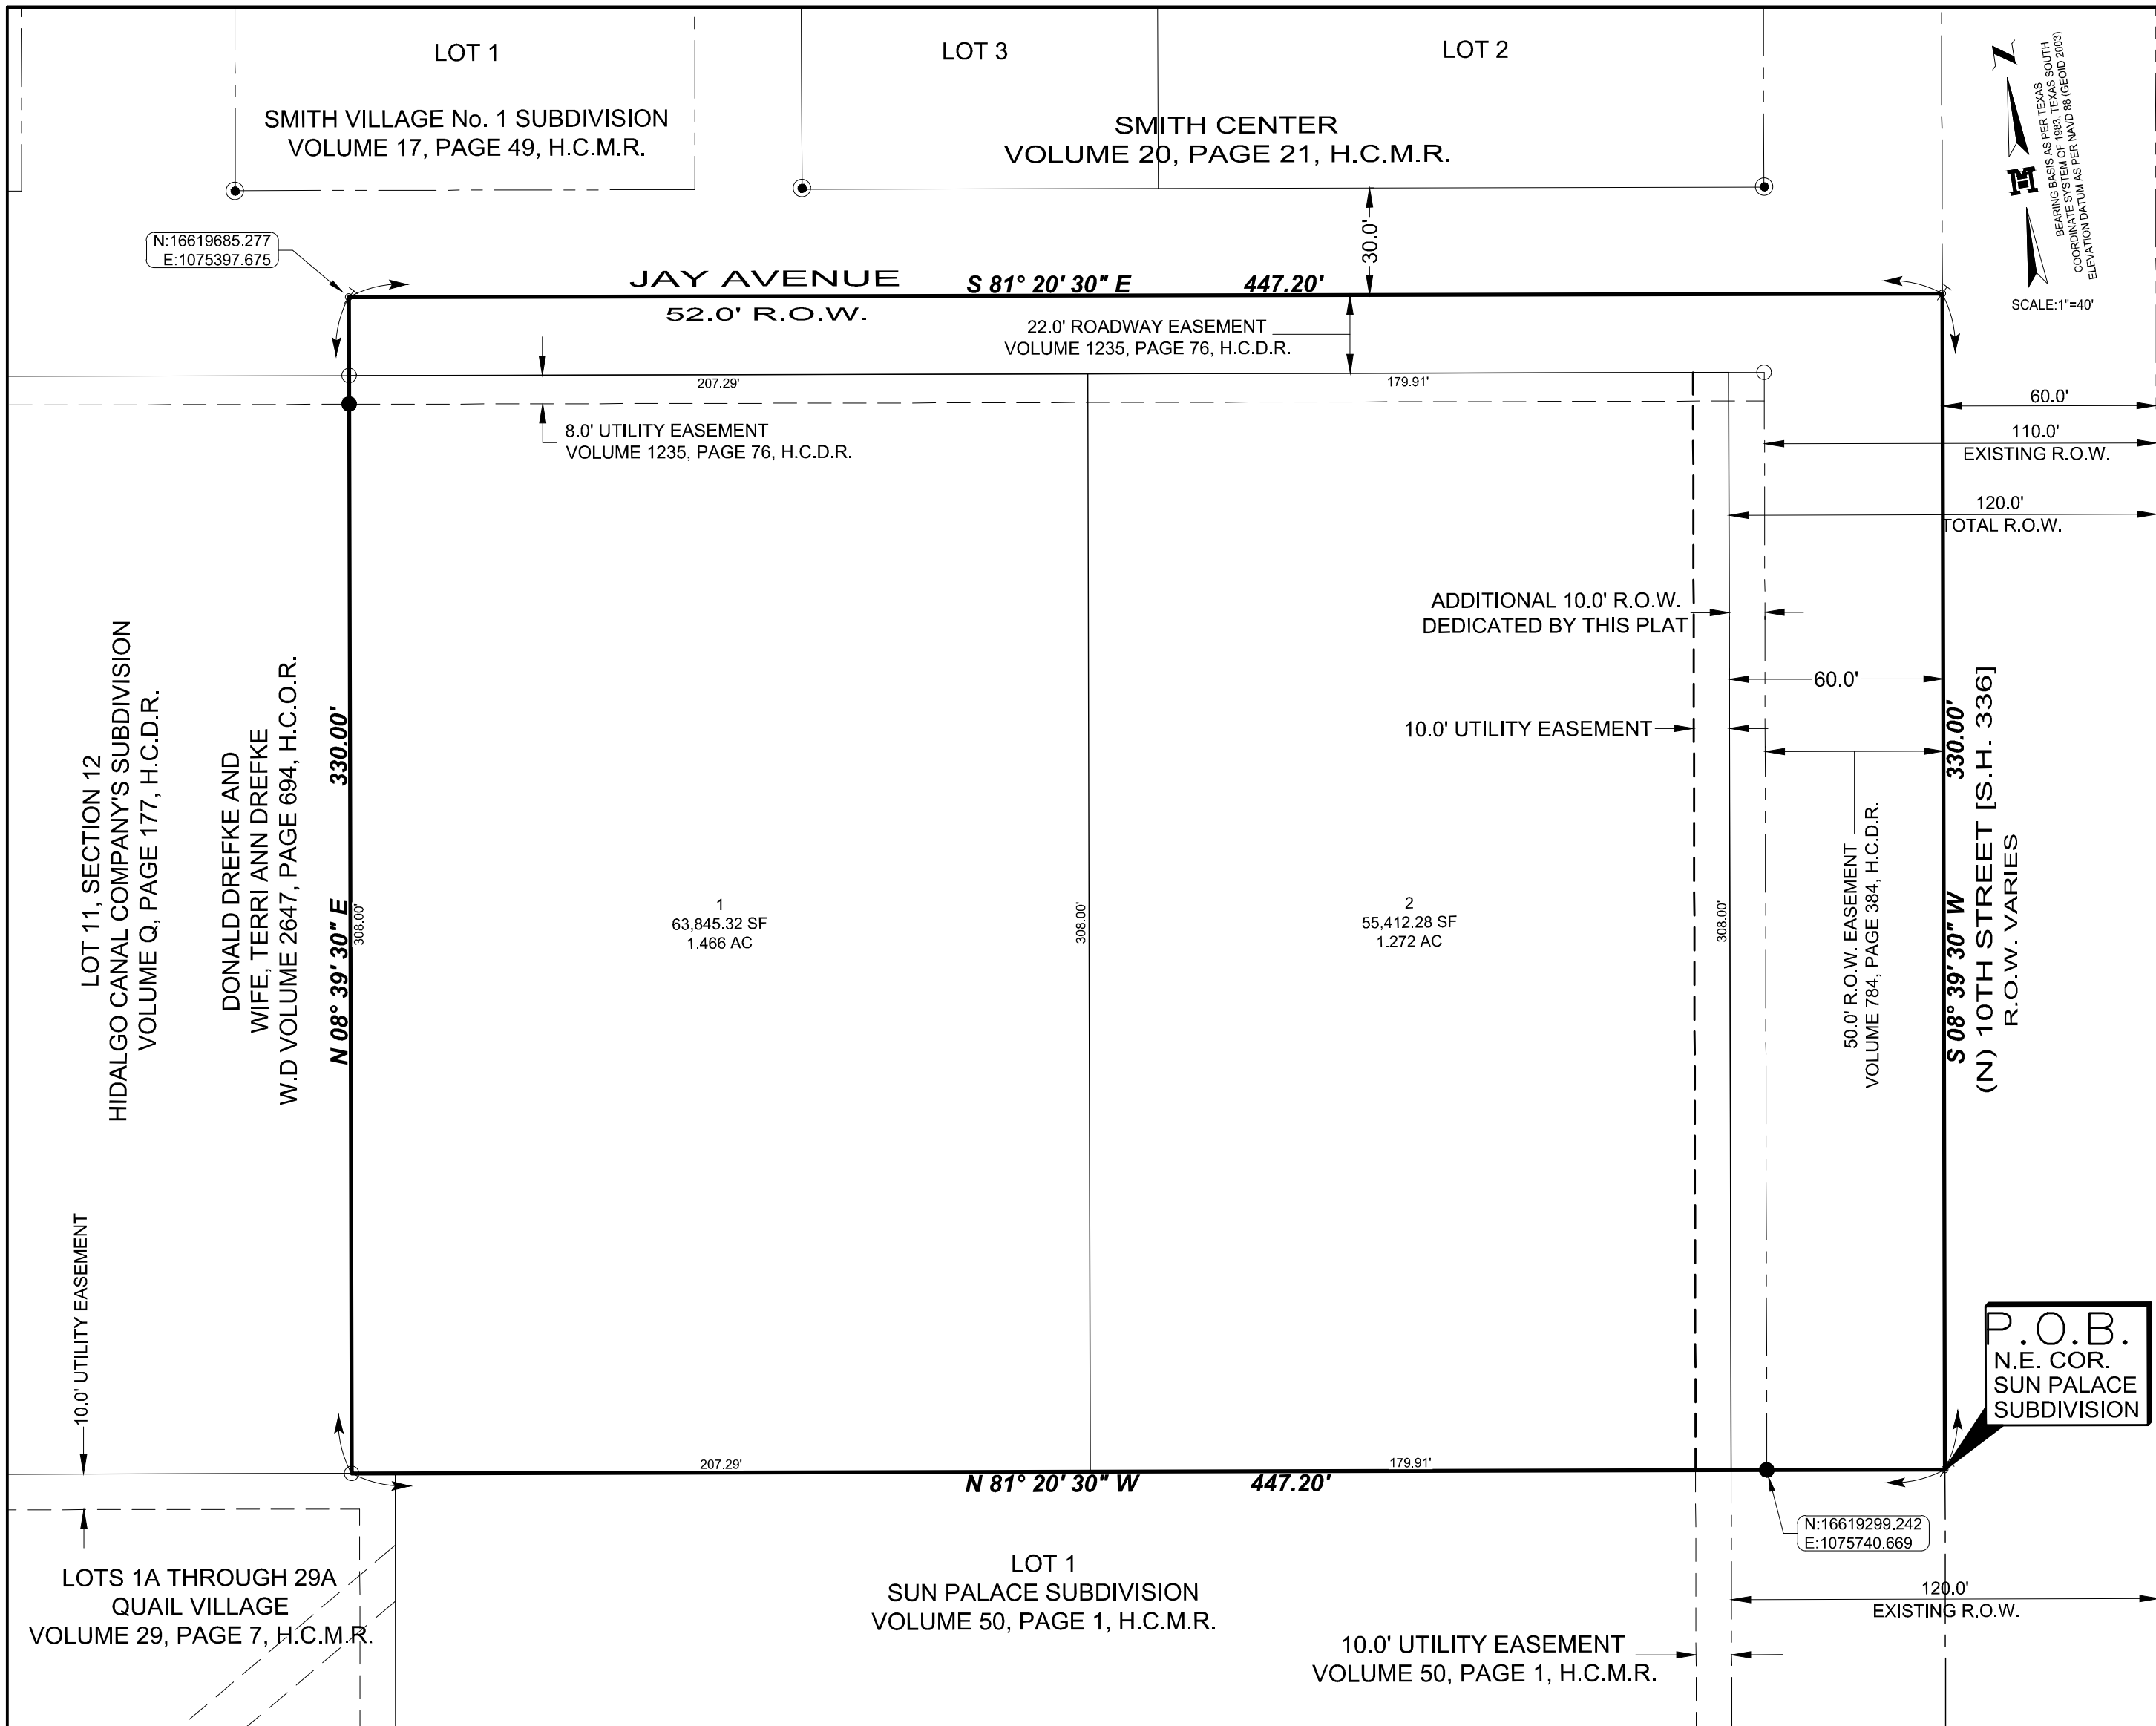 LOT 1
SMITH VILLAGE No. 1 SUBDIVISION
VOLUME 17, PAGE 49, H.C.M.R.
LOT 3
LOT 2
SMITH CENTER
VOLUME 20, PAGE 21, H.C.M.R.
BEARING BASIS AS PER TEXAS
COORDINATE SYSTEM OF 1983, TEXAS SOUTH
ELEVATION DATUM AS PER NAVD 88 (GEOID 2003)
SCALE:1"=40'
N:16619685.277
E:1075397.675
30.0'
JAY AVENUE
52.0' R.O.W.
S 81° 20' 30" E 447.20'
22.0' ROADWAY EASEMENT
VOLUME 1235, PAGE 76, H.C.D.R.
207.29'
179.91'
8.0' UTILITY EASEMENT
VOLUME 1235, PAGE 76, H.C.D.R.
60.0'
110.0'
EXISTING R.O.W.
120.0'
TOTAL R.O.W.
ADDITIONAL 10.0' R.O.W.
DEDICATED BY THIS PLAT
60.0'
10.0' UTILITY EASEMENT
LOT 11, SECTION 12
HIDALGO CANAL COMPANY'S SUBDIVISION
VOLUME Q, PAGE 177, H.C.D.R.
DONALD DREFKE AND
WIFE, TERRI ANN DREFKE
W.D VOLUME 2647, PAGE 694, H.C.O.R.
N 08° 39' 30" E 330.00'
308.00'
1
63,845.32 SF
1.466 AC
308.00'
2
55,412.28 SF
1.272 AC
308.00'
50.0' R.O.W. EASEMENT
VOLUME 784, PAGE 384, H.C.D.R.
S 08° 39' 30" W 330.00'
(N) 10TH STREET [S.H. 336]
R.O.W. VARIES
10.0' UTILITY EASEMENT
P.O.B.
N.E. COR.
SUN PALACE
SUBDIVISION
207.29'
179.91'
N 81° 20' 30" W 447.20'
N:16619299.242
E:1075740.669
LOTS 1A THROUGH 29A
QUAIL VILLAGE
VOLUME 29, PAGE 7, H.C.M.R.
LOT 1
SUN PALACE SUBDIVISION
VOLUME 50, PAGE 1, H.C.M.R.
120.0'
EXISTING R.O.W.
10.0' UTILITY EASEMENT
VOLUME 50, PAGE 1, H.C.M.R.